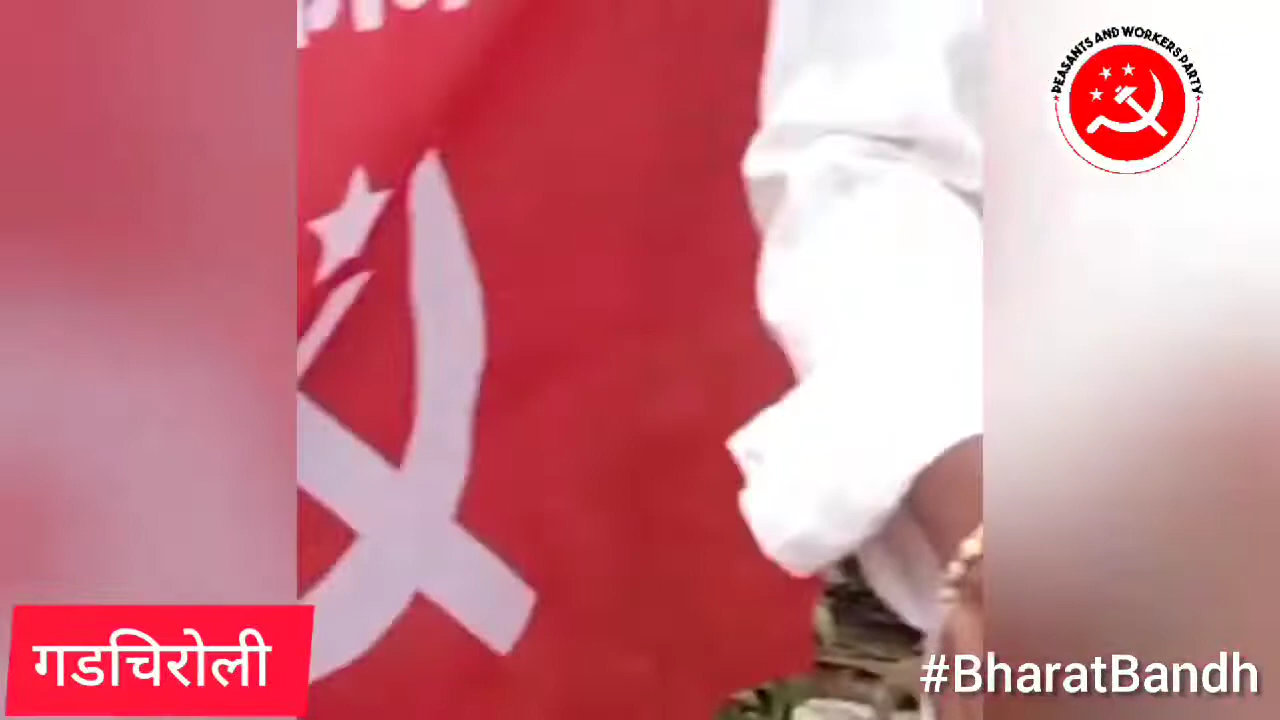 PEASANTS AND WORKERS PARTY
गडचिरोली
#BharatBandh